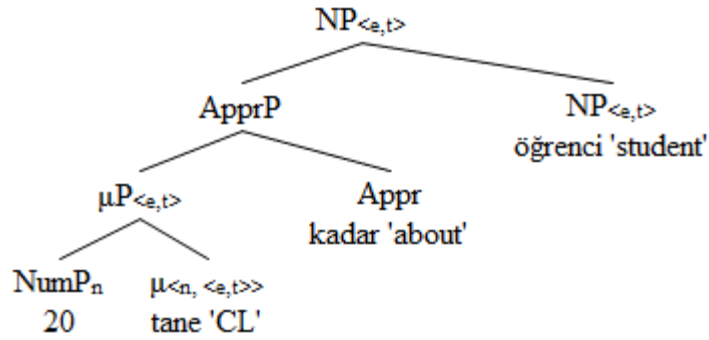 NP<e,t>
ApprP NP<e,t>
öğrenci 'student'
μP<e,t> Appr
kadar 'about'
NumPn μ<n, <e,t>>
20 tane 'CL'